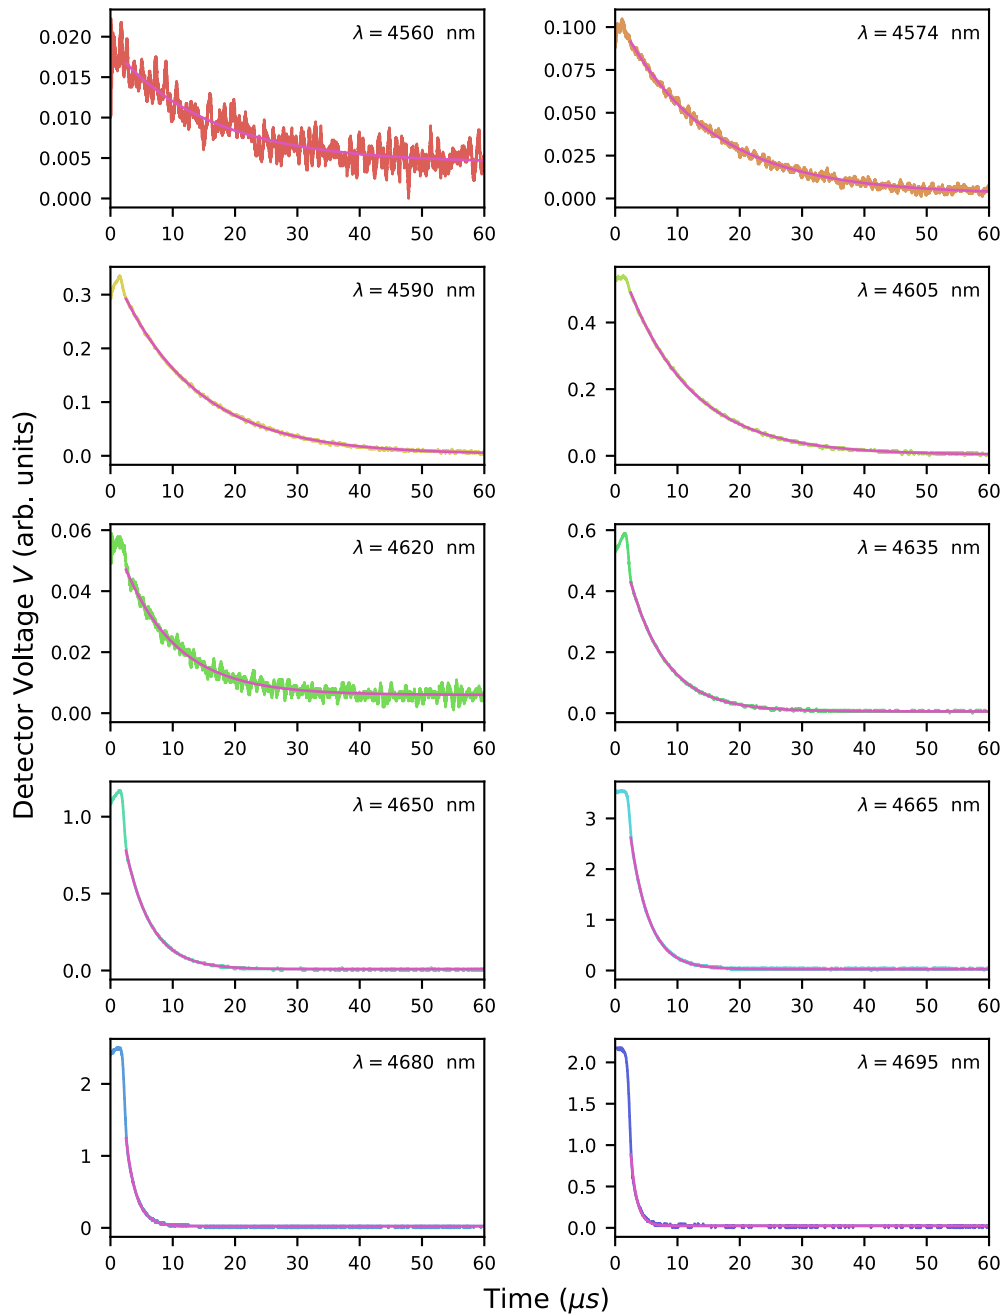 λ = 4560 nm
0.020
0.015
0.010
0.005
0.000
0 10 20 30 40 50 60
λ = 4574 nm
0.100
0.075
0.050
0.025
0.000
0 10 20 30 40 50 60
λ = 4590 nm
0.3
0.2
0.1
0.0
0 10 20 30 40 50 60
λ = 4605 nm
0.4
0.2
0.0
0 10 20 30 40 50 60
λ = 4620 nm
0.06
0.04
0.02
0.00
0 10 20 30 40 50 60
λ = 4635 nm
0.6
0.4
0.2
0.0
0 10 20 30 40 50 60
λ = 4650 nm
1.0
0.5
0.0
0 10 20 30 40 50 60
λ = 4665 nm
3
2
1
0
0 10 20 30 40 50 60
λ = 4680 nm
2
1
0
0 10 20 30 40 50 60
λ = 4695 nm
2.0
1.5
1.0
0.5
0.0
0 10 20 30 40 50 60
Detector Voltage V (arb. units)
Time (μs)